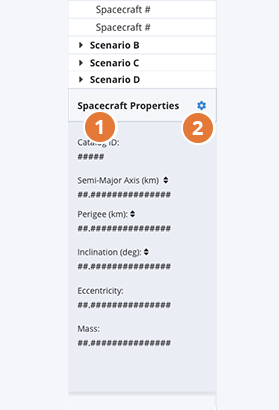 Spacecraft #
Spacecraft #
Scenario B
Scenario C
Scenario D
Spacecraft Properties
1
2
ID:
#####
Semi-Major Axis (km)
##.###############
Perigee (km):
##.###############
Inclination (deg):
##.###############
Eccentricity:
##.###############
Mass:
##.###############